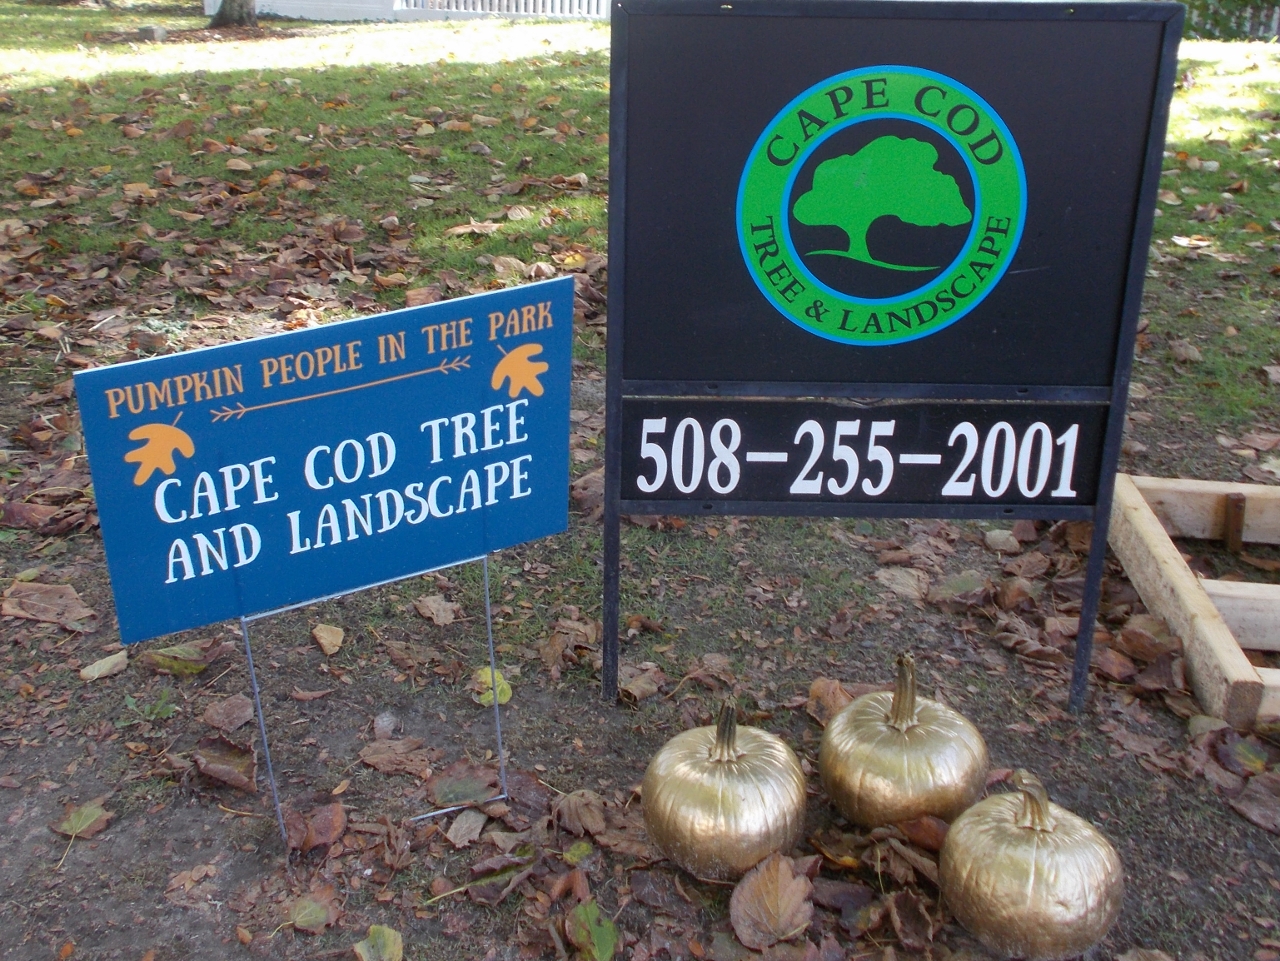 PUMPKIN PEOPLE IN THE PARK
CAPE COD TREE
AND LANDSCAPE
CAPE COD
TREE & LANDSCAPE
508-255-2001